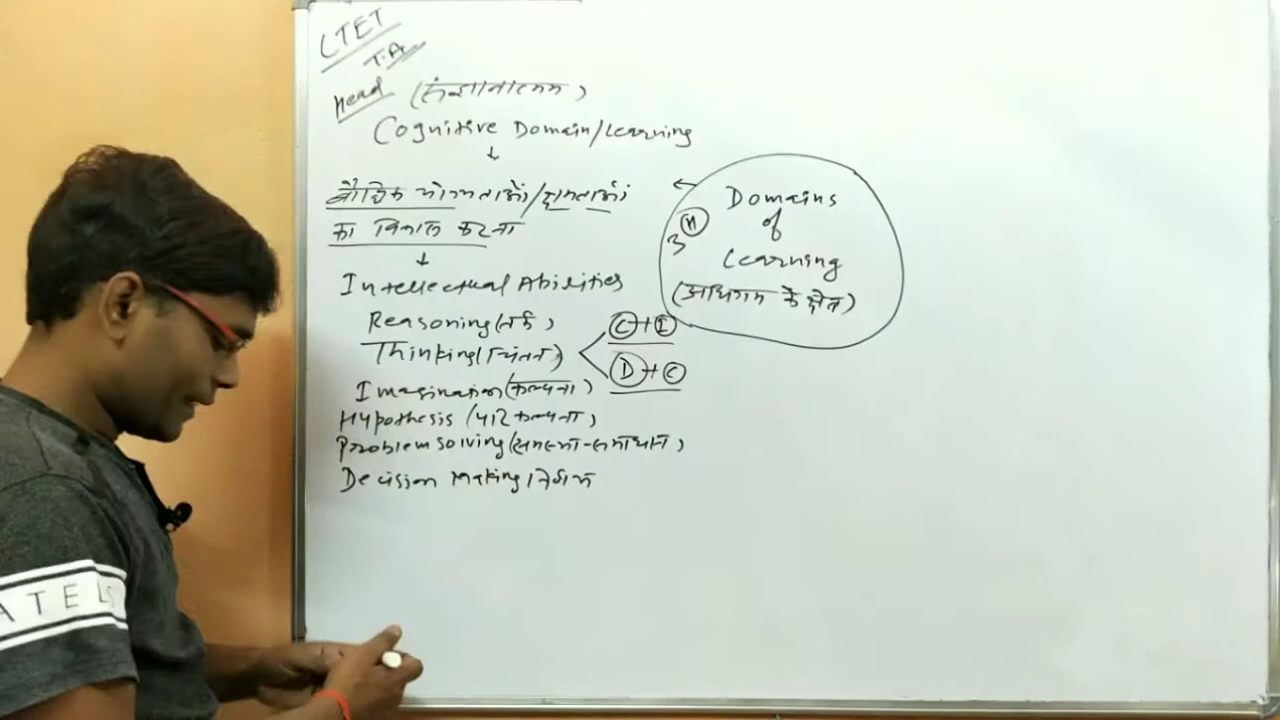 CTET
T.A
Head (संज्ञानात्मक)
Cognitive Domain/Learning
↓
बौद्धिक योग्यताओं/क्षमताओं
का विकास करना
↓
Intellectual Abilities
Reasoning(तर्क)
Thinking(चिंतन) C+I
D+C
Imagination(कल्पना)
Hypothesis (परिकल्पना)
Problem solving(समस्या-समाधान)
Decision Making/निर्णय
3 H
Domains
of
Learning
(अधिगम के क्षेत्र)